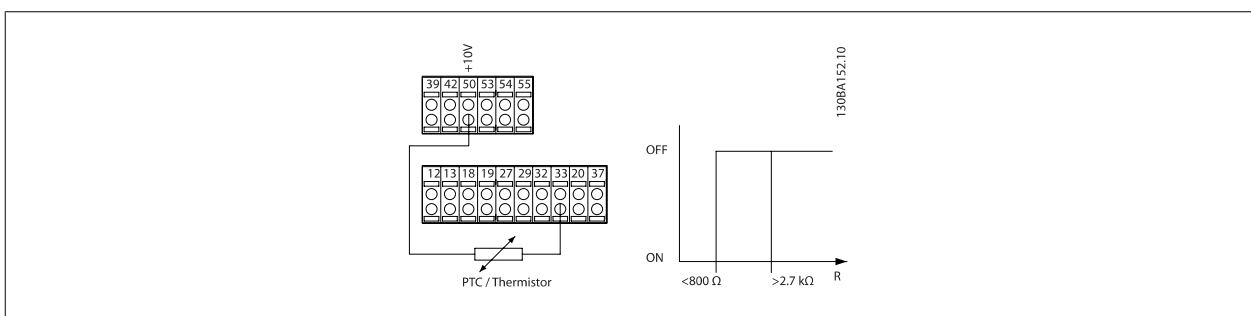 +10V
39 42 50 53 54 55
12 13 18 19 27 29 32 33 20 37
PTC / Thermistor
OFF
ON
<800 Ω
>2.7 kΩ
R
130BA152.10